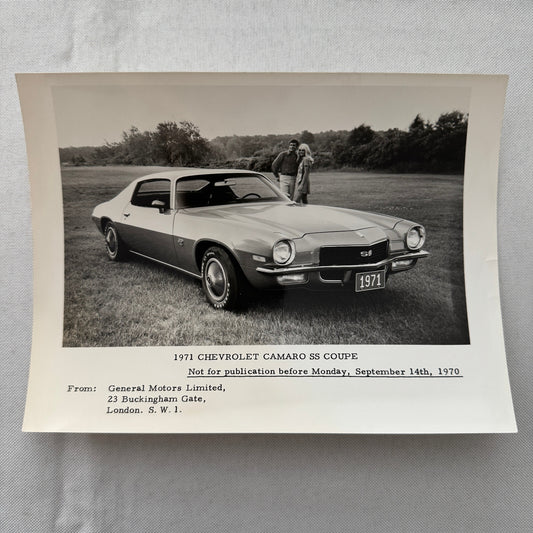 SS
1971
1971 CHEVROLET CAMARO SS COUPE
Not for publication before Monday, September 14th, 1970
From: General Motors Limited,
23 Buckingham Gate,
London. S. W. 1.